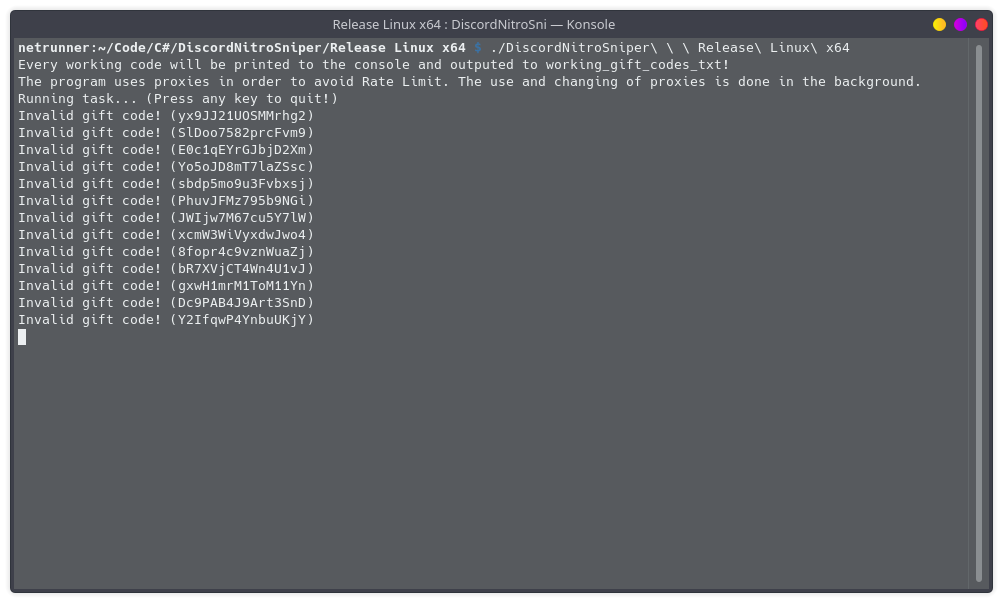 Release Linux x64 : DiscordNitroSni — Konsole
netrunner:~/Code/C#/DiscordNitroSniper/Release Linux x64 $ ./DiscordNitroSniper\ \ \ Release\ Linux\ x64
Every working code will be printed to the console and outputed to working_gift_codes_txt!
The program uses proxies in order to avoid Rate Limit. The use and changing of proxies is done in the background.
Running task... (Press any key to quit!)
Invalid gift code! (yx9JJ21UOSMMrhg2)
Invalid gift code! (SlDoo7582prcFvm9)
Invalid gift code! (E0c1qEYrGJbjD2Xm)
Invalid gift code! (Yo5oJD8mT7laZSsc)
Invalid gift code! (sbdp5mo9u3Fvbxsj)
Invalid gift code! (PhuvJFMz795b9NGi)
Invalid gift code! (JWIjw7M67cu5Y7lW)
Invalid gift code! (xcmW3WiVyxdwJwo4)
Invalid gift code! (8fopr4c9vznWuaZj)
Invalid gift code! (bR7XVjCT4Wn4U1vJ)
Invalid gift code! (gxwH1mrM1ToM11Yn)
Invalid gift code! (Dc9PAB4J9Art3SnD)
Invalid gift code! (Y2IfqwP4YnbuUKjY)